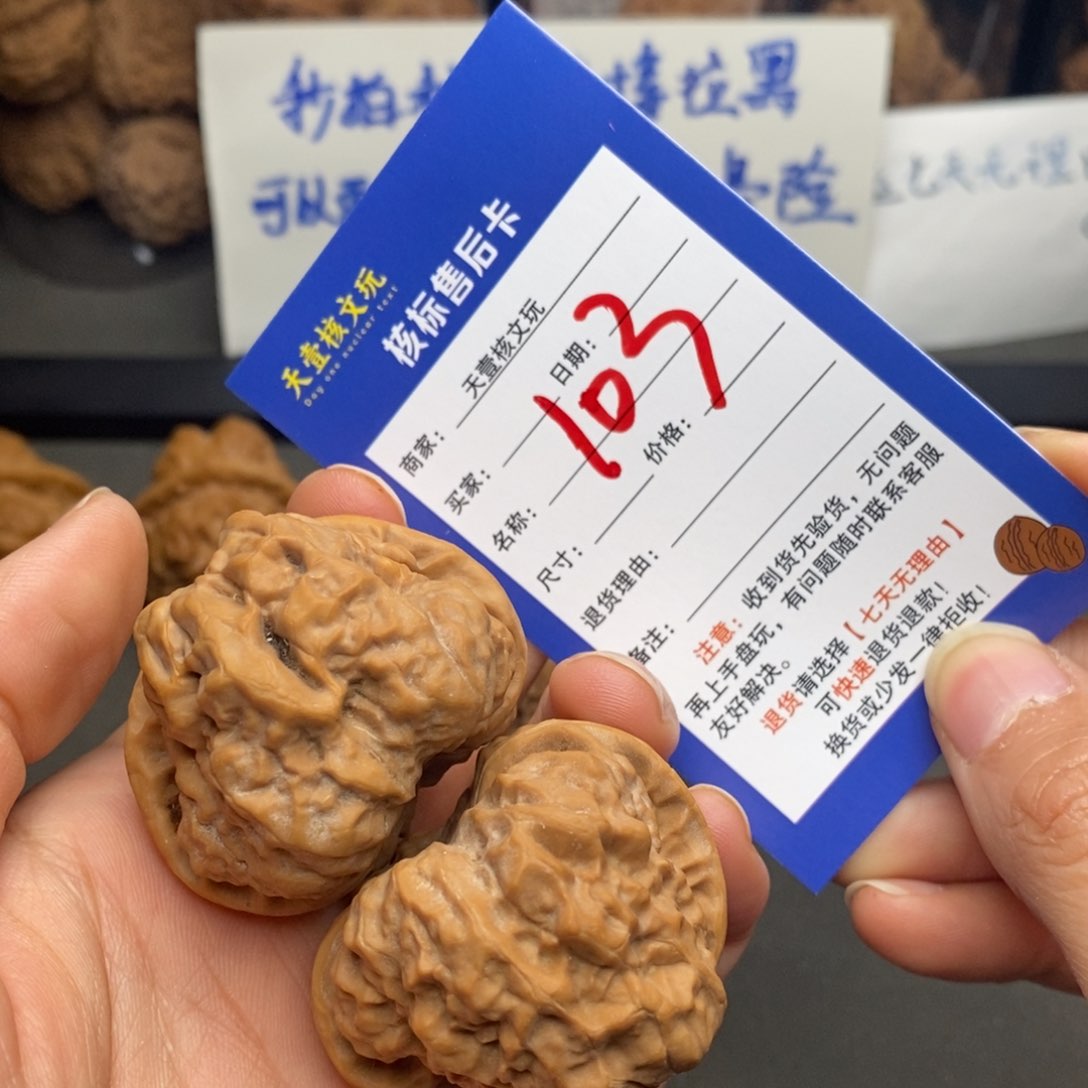 拉黑
险
天壹核文玩
Day one nuclear text
核标售后卡
商家: 天壹核文玩
买家: 日期:
103
名称:
尺寸: 价格:
退货理由:
备注:
注意: 收到货先验货, 无问题
再上手盘玩, 有问题随时联系客服
友好解决。
退货请选择【七天无理由】
可快速退货退款!
换货或少发一律拒收!